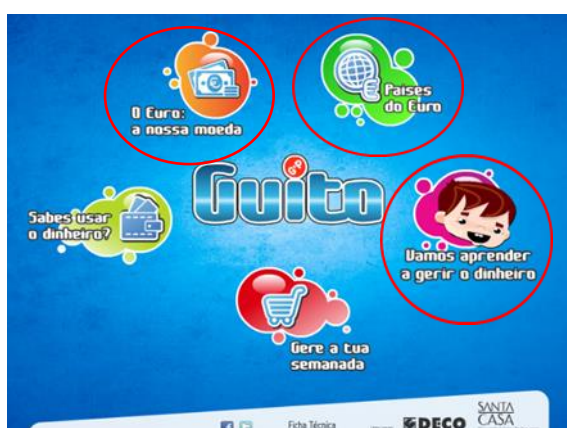 O Euro:
a nossa moeda
Países
do Euro
Guito
Sabes usar
o dinheiro?
Vamos aprender
a gerir o dinheiro
Gere a tua
semanada
Ficha Técnica
DECO
SANTA
CASA